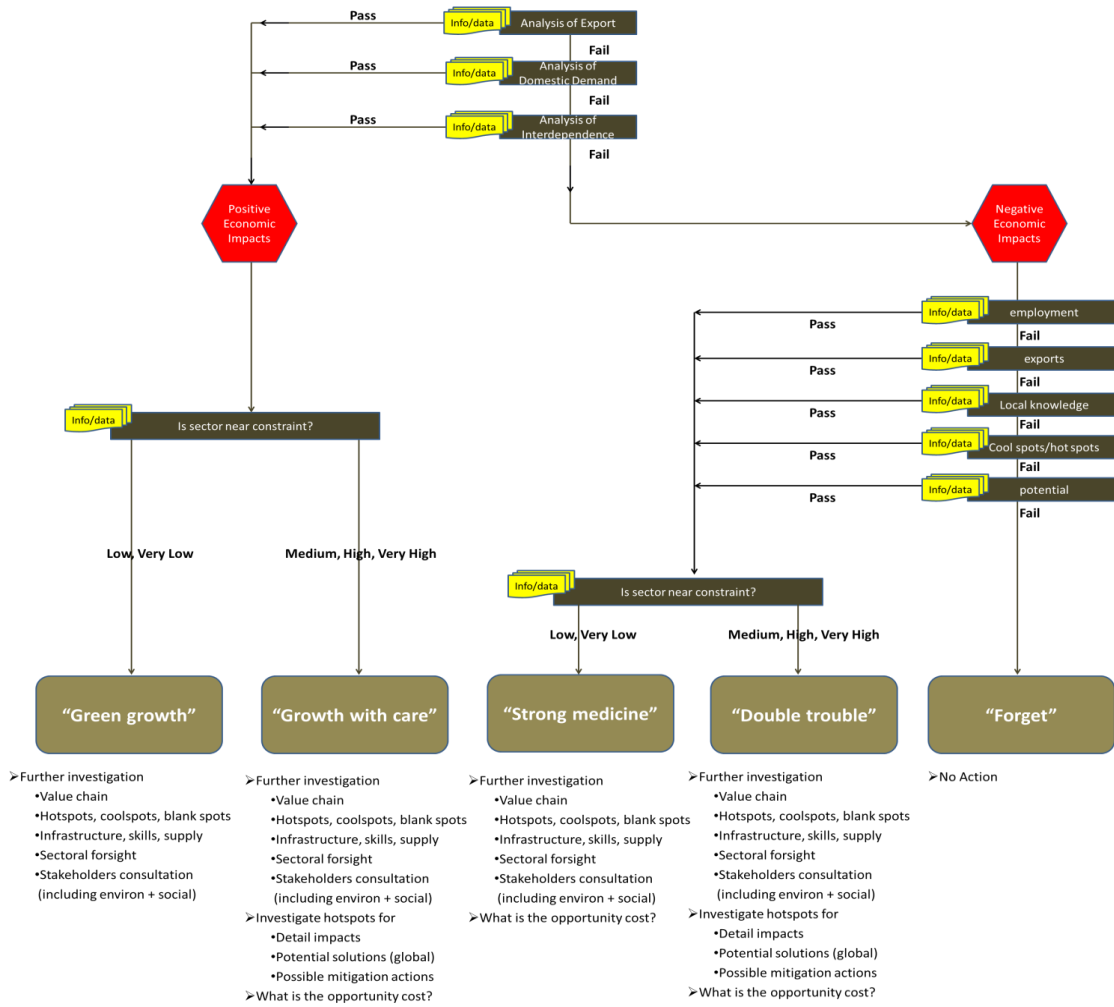 Pass
Info/data
Analysis of Export
Fail
Pass
Info/data
Analysis of
Domestic Demand
Fail
Pass
Info/data
Analysis of
Interdependence
Fail
Positive
Economic
Impacts
Negative
Economic
Impacts
Info/data
employment
Pass
Fail
Info/data
exports
Pass
Fail
Info/data
Local knowledge
Pass
Fail
Info/data
Cool spots/hot spots
Pass
Fail
Info/data
potential
Pass
Fail
Info/data
Is sector near constraint?
Low, Very Low
Medium, High, Very High
Info/data
Is sector near constraint?
Low, Very Low
Medium, High, Very High
“Green growth”
“Growth with care”
“Strong medicine”
“Double trouble”
“Forget”
➢Further investigation
•Value chain
•Hotspots, coolspots, blank spots
•Infrastructure, skills, supply
•Sectoral forsight
•Stakeholders consultation
(including environ + social)
➢Further investigation
•Value chain
•Hotspots, coolspots, blank spots
•Infrastructure, skills, supply
•Sectoral forsight
•Stakeholders consultation
(including environ + social)
➢Investigate hotspots for
•Detail impacts
•Potential solutions (global)
•Possible mitigation actions
➢What is the opportunity cost?
➢Further investigation
•Value chain
•Hotspots, coolspots, blank spots
•Infrastructure, skills, supply
•Sectoral forsight
•Stakeholders consultation
(including environ + social)
➢What is the opportunity cost?
➢Further investigation
•Value chain
•Hotspots, coolspots, blank spots
•Infrastructure, skills, supply
•Sectoral forsight
•Stakeholders consultation
(including environ + social)
➢Investigate hotspots for
•Detail impacts
•Potential solutions (global)
•Possible mitigation actions
➢What is the opportunity cost?
➢No Action